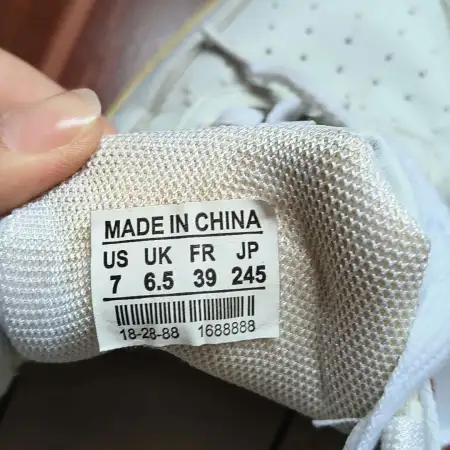 MADE IN CHINA
US UK FR JP
7 6.5 39 245
18-28-88 1688888